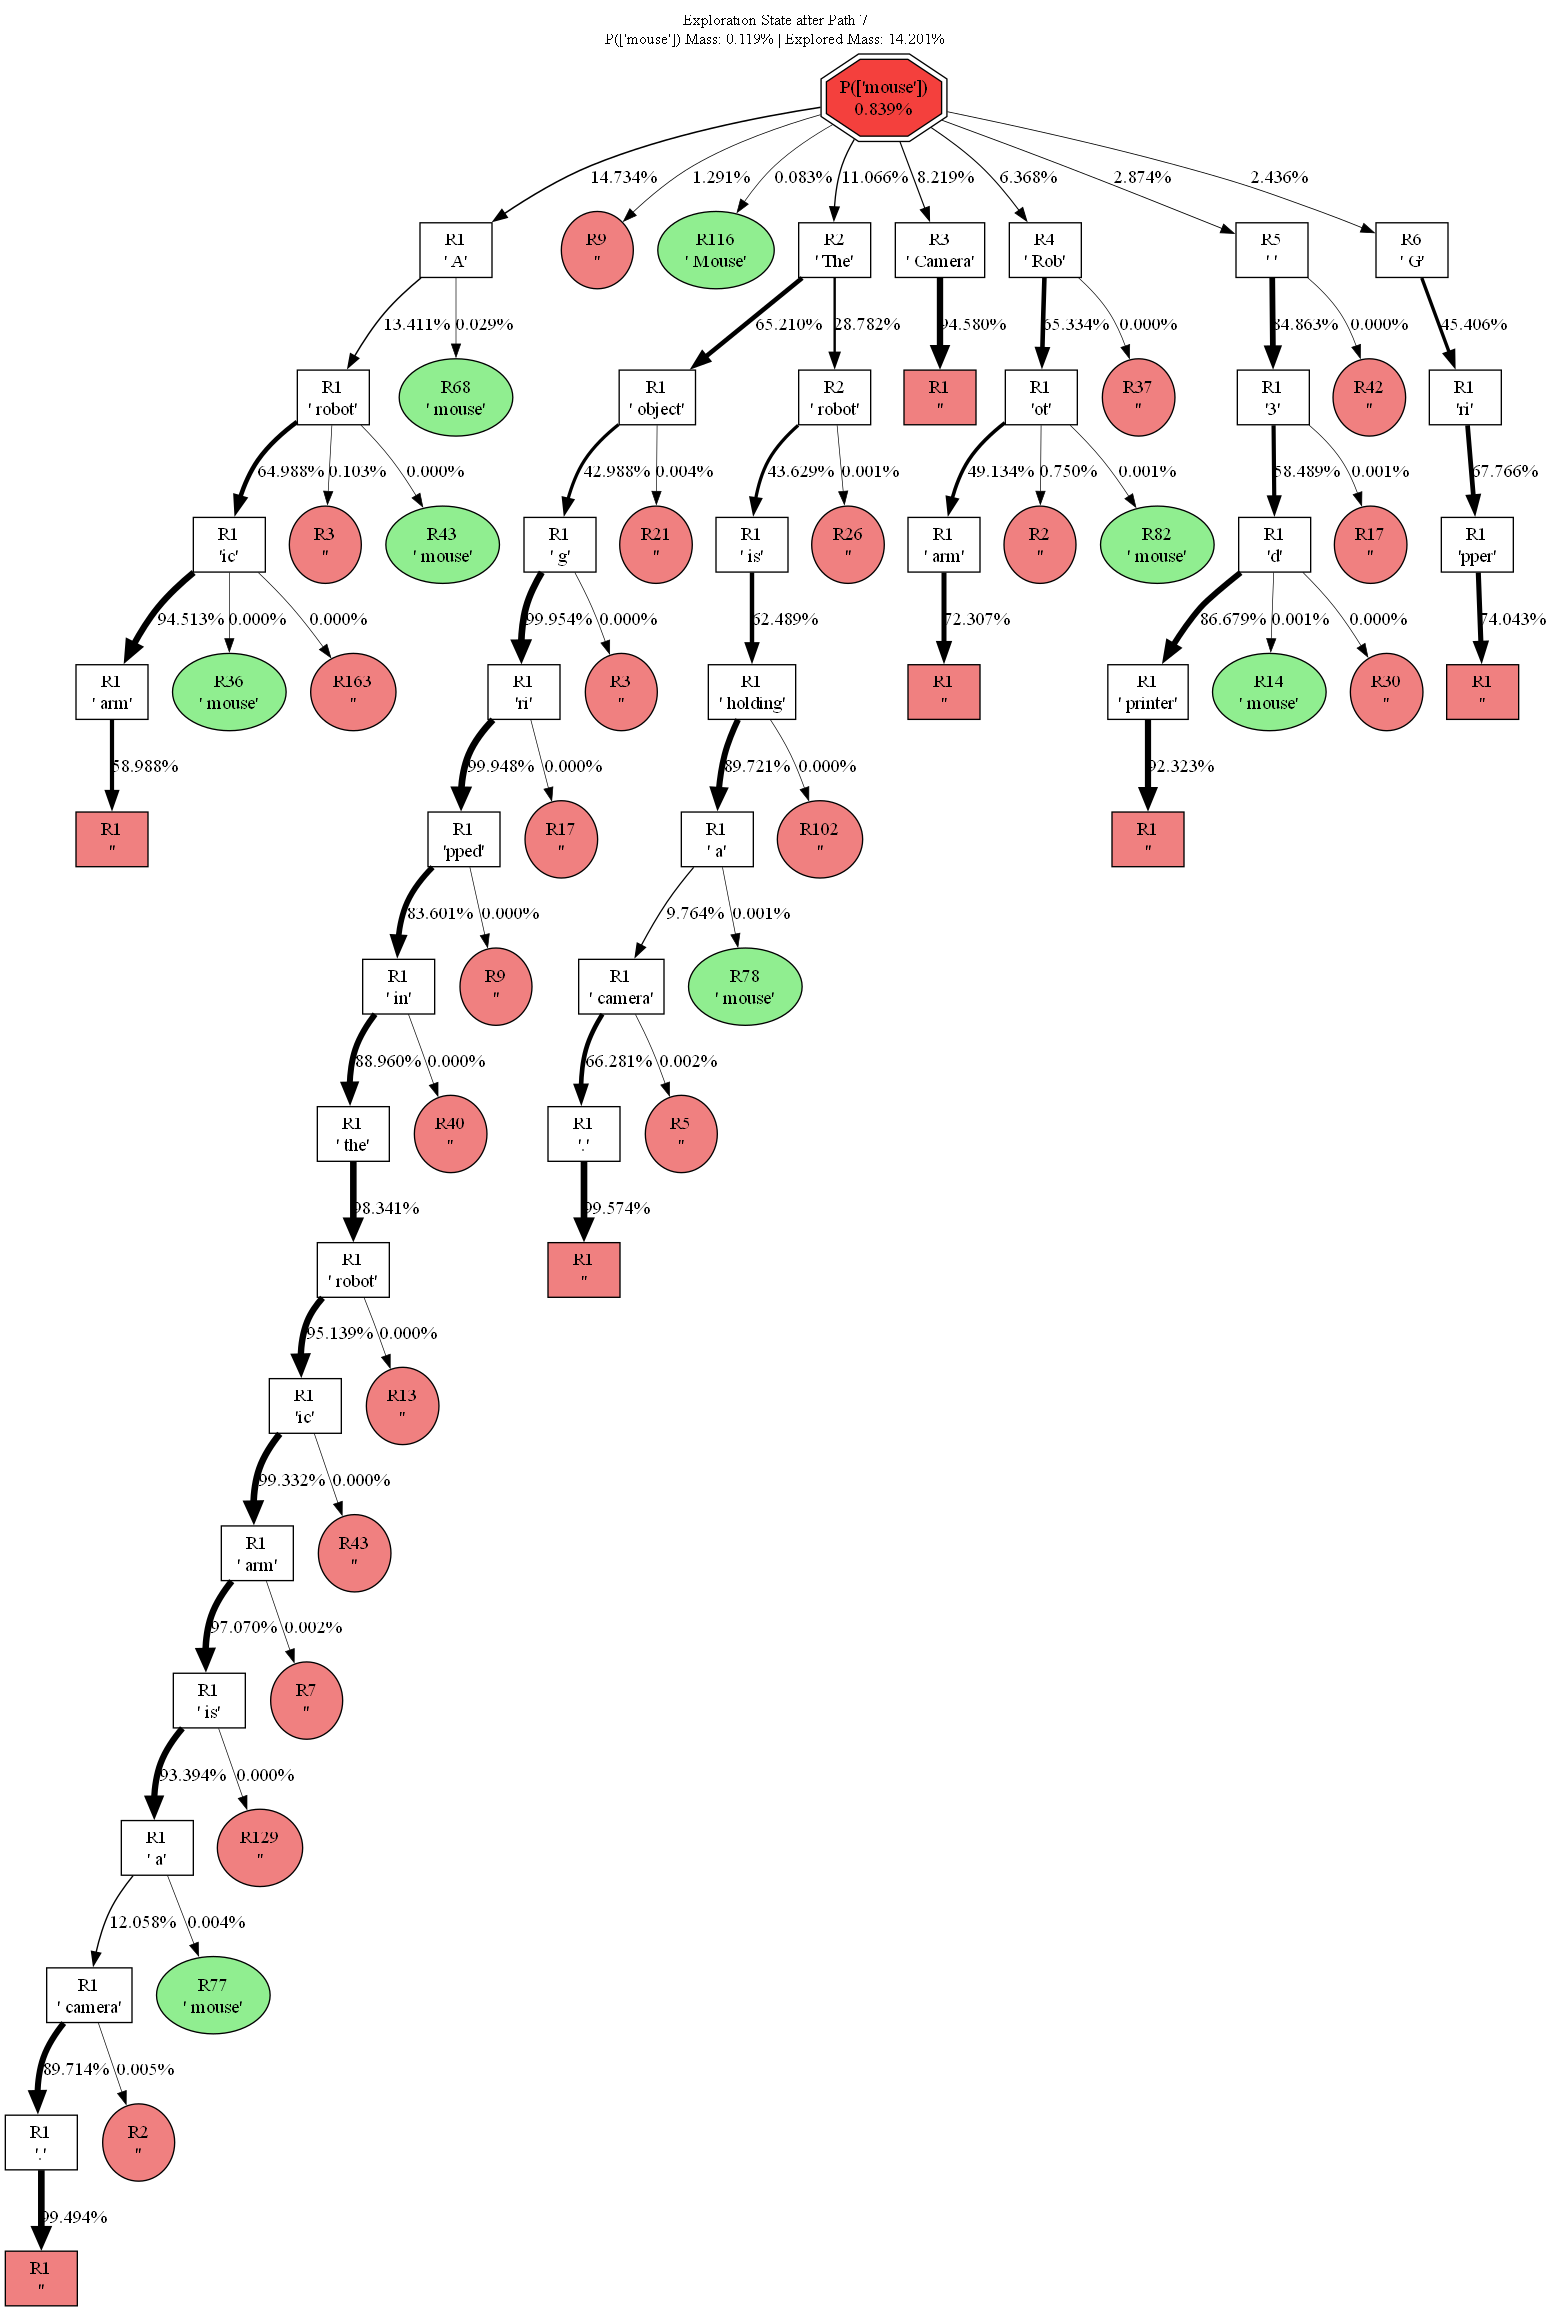 Exploration State after Path 7
P(['mouse']) Mass: 0.119% | Explored Mass: 14.201%
P(['mouse'])
0.839%
14.734%
1.291%
0.083%
11.066%
8.219%
6.368%
2.874%
2.436%
R1
' A'
R9
''
R116
' Mouse'
R2
' The'
R3
' Camera'
R4
' Rob'
R5
' '
R6
' G'
13.411%
0.029%
65.210%
28.782%
94.580%
65.334%
0.000%
84.863%
0.000%
45.406%
R1
' robot'
R68
' mouse'
R1
' object'
R2
' robot'
R1
''
R1
'ot'
R37
''
R1
'3'
R42
''
R1
'ri'
64.988%
0.103%
0.000%
42.988%
0.004%
43.629%
0.001%
49.134%
0.750%
0.001%
58.489%
0.001%
67.766%
R1
'ic'
R3
''
R43
' mouse'
R1
' g'
R21
''
R1
' is'
R26
''
R1
' arm'
R2
''
R82
' mouse'
R1
'd'
R17
''
R1
'pper'
94.513%
0.000%
0.000%
99.954%
0.000%
62.489%
72.307%
86.679%
0.001%
0.000%
74.043%
R1
' arm'
R36
' mouse'
R163
''
R1
'ri'
R3
''
R1
' holding'
R1
''
R1
' printer'
R14
' mouse'
R30
''
R1
''
58.988%
99.948%
0.000%
89.721%
0.000%
92.323%
R1
''
R1
'pped'
R17
''
R1
' a'
R102
''
R1
''
83.601%
0.000%
9.764%
0.001%
R1
' in'
R9
''
R1
' camera'
R78
' mouse'
88.960%
0.000%
66.281%
0.002%
R1
' the'
R40
''
R1
'.'
R5
''
98.341%
99.574%
R1
' robot'
R1
''
95.139%
0.000%
R1
'ic'
R13
''
99.332%
0.000%
R1
' arm'
R43
''
97.070%
0.002%
R1
' is'
R7
''
93.394%
0.000%
R1
' a'
R129
''
12.058%
0.004%
R1
' camera'
R77
' mouse'
89.714%
0.005%
R1
'.'
R2
''
99.494%
R1
''